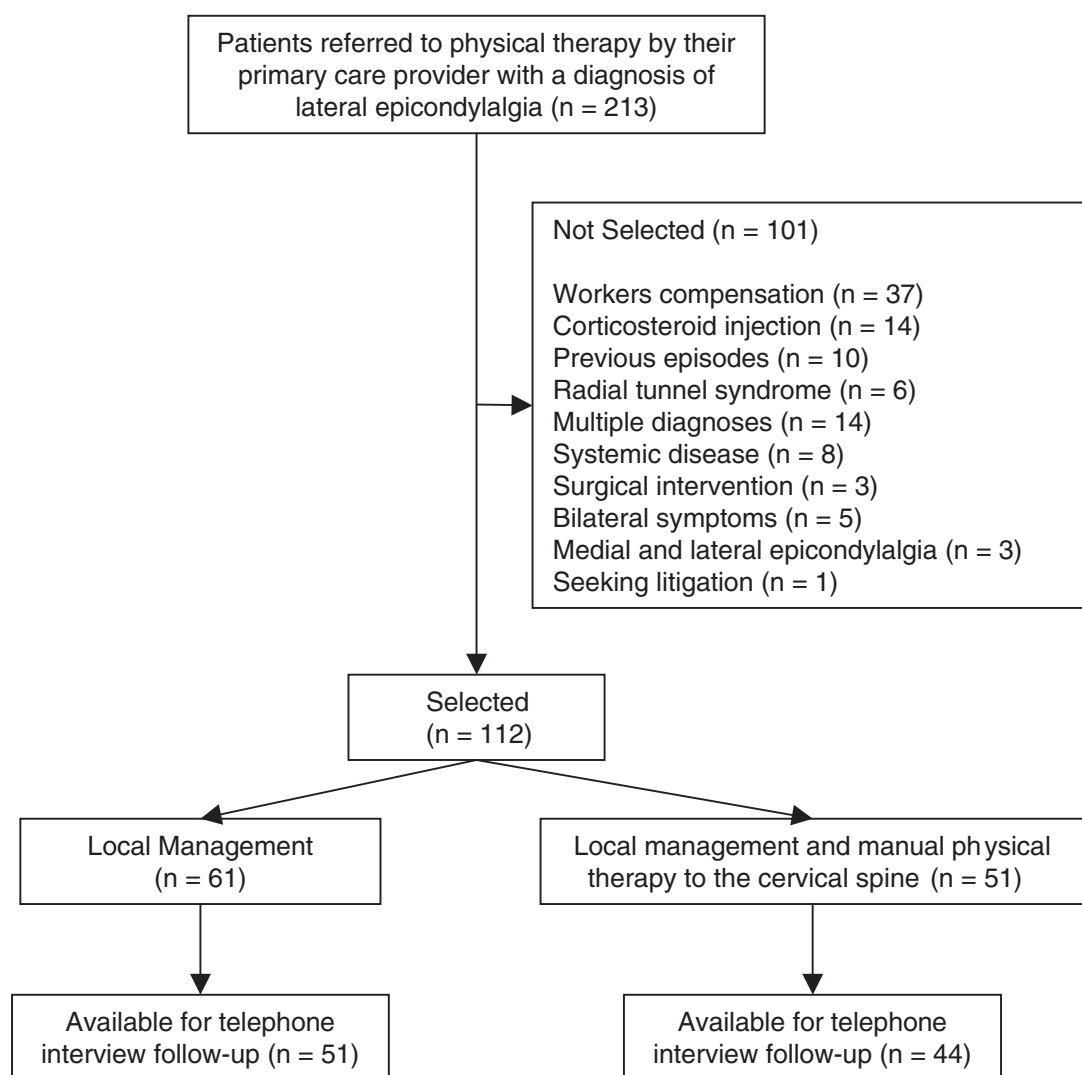 Patients referred to physical therapy by their
primary care provider with a diagnosis of
lateral epicondylalgia (n = 213)
Not Selected (n = 101)
Workers compensation (n = 37)
Corticosteroid injection (n = 14)
Previous episodes (n = 10)
Radial tunnel syndrome (n = 6)
Multiple diagnoses (n = 14)
Systemic disease (n = 8)
Surgical intervention (n = 3)
Bilateral symptoms (n = 5)
Medial and lateral epicondylalgia (n = 3)
Seeking litigation (n = 1)
Selected
(n = 112)
Local Management
(n = 61)
Local management and manual physical
therapy to the cervical spine (n = 51)
Available for telephone
interview follow-up (n = 51)
Available for telephone
interview follow-up (n = 44)